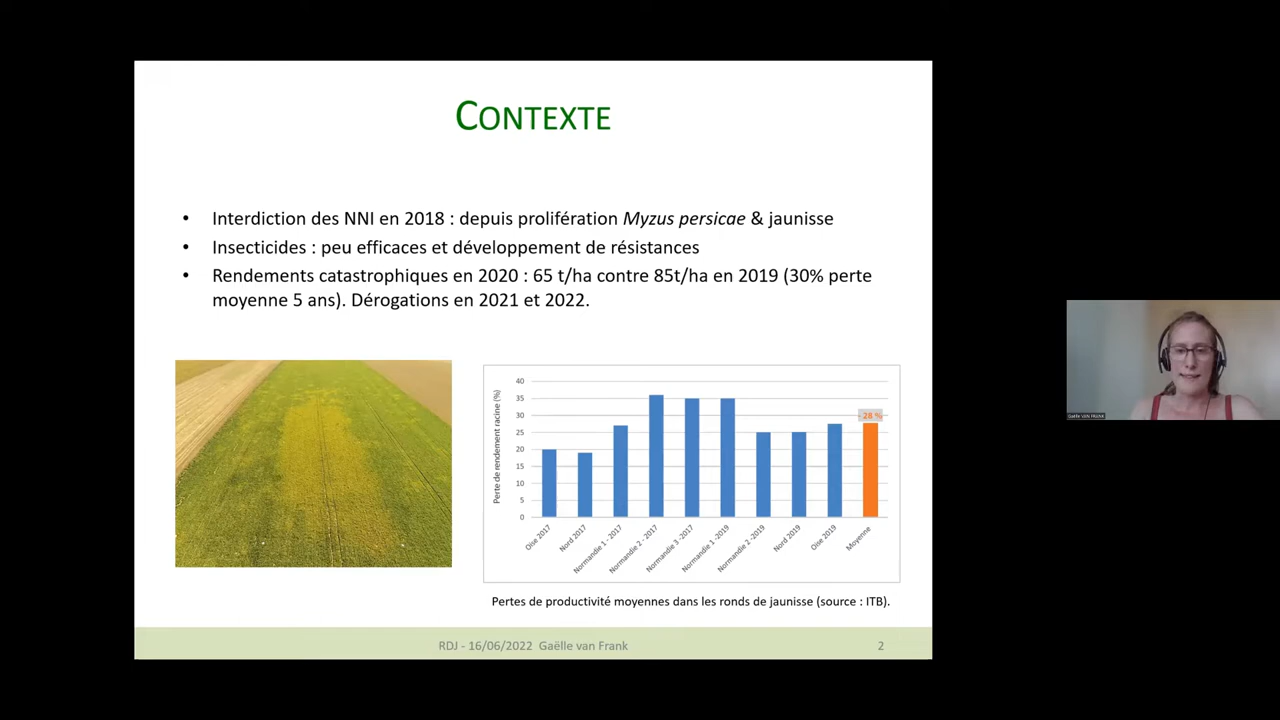 CONTEXTE
• Interdiction des NNI en 2018 : depuis prolifération Myzus persicae & jaunisse
• Insecticides : peu efficaces et développement de résistances
• Rendements catastrophiques en 2020 : 65 t/ha contre 85t/ha en 2019 (30% perte
moyenne 5 ans). Dérogations en 2021 et 2022.
Perte de rendement racine (%)
40
35
30
25
20
15
10
5
0
- 28 %
Oise 2017
Nord 2017
Normandie 1 - 2017
Normandie 2 - 2017
Normandie 3 -2017
Normandie 1 -2019
Normandie 2 -2019
Nord 2019
Oise 2019
Moyenne
Pertes de productivité moyennes dans les ronds de jaunisse (source : ITB).
RDJ - 16/06/2022 Gaëlle van Frank
2
Gaëlle VAN FRANK